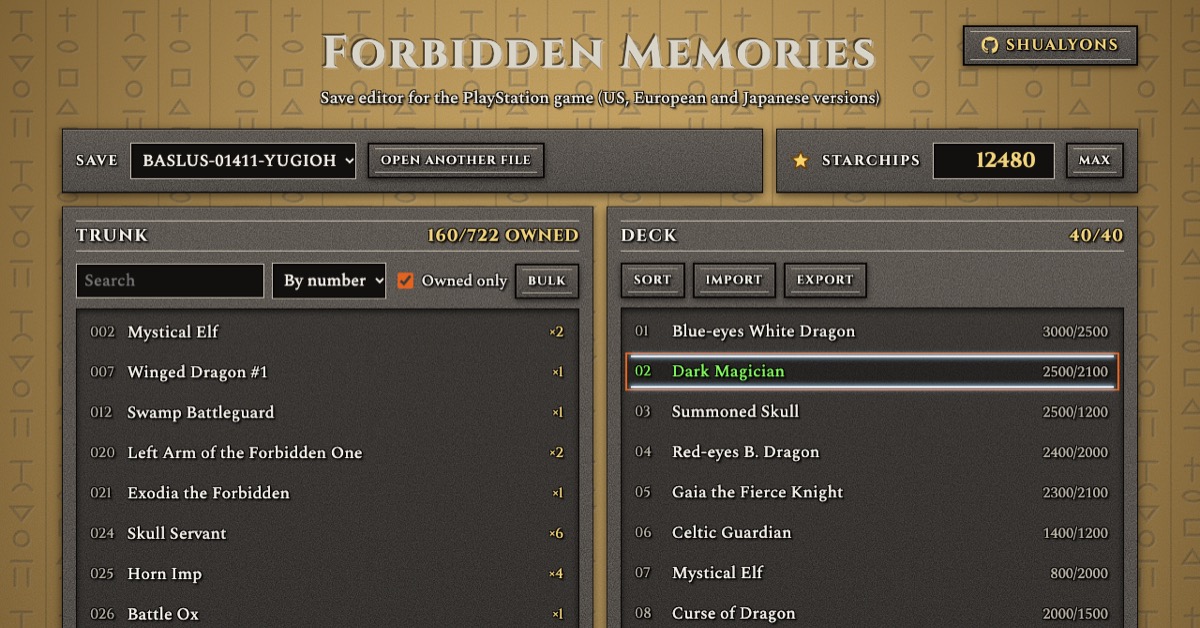 Forbidden Memories
SHUALYONS
Save editor for the PlayStation game (US, European and Japanese versions)
SAVE BASLUS-01411-YUGIOH OPEN ANOTHER FILE
STARCHIPS 12480 MAX
TRUNK 160/722 OWNED
Search By number Owned only BULK
002 Mystical Elf ×2
007 Winged Dragon #1 ×1
012 Swamp Battleguard ×1
020 Left Arm of the Forbidden One ×2
021 Exodia the Forbidden ×1
024 Skull Servant ×6
025 Horn Imp ×4
026 Battle Ox ×1
DECK 40/40
SORT IMPORT EXPORT
01 Blue-eyes White Dragon 3000/2500
02 Dark Magician 2500/2100
03 Summoned Skull 2500/1200
04 Red-eyes B. Dragon 2400/2000
05 Gaia the Fierce Knight 2300/2100
06 Celtic Guardian 1400/1200
07 Mystical Elf 800/2000
08 Curse of Dragon 2000/1500